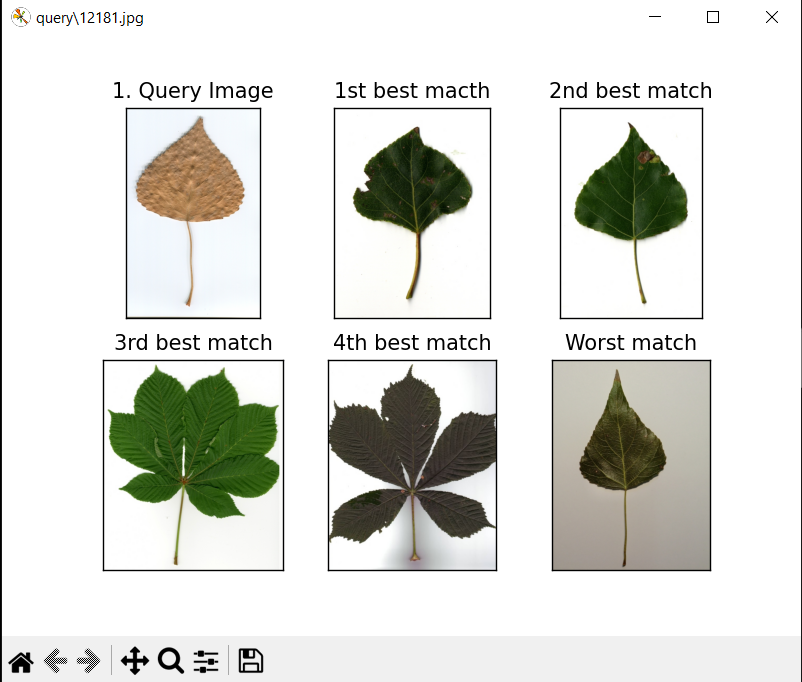 query\12181.jpg
1. Query Image
1st best macth
2nd best match
3rd best match
4th best match
Worst match